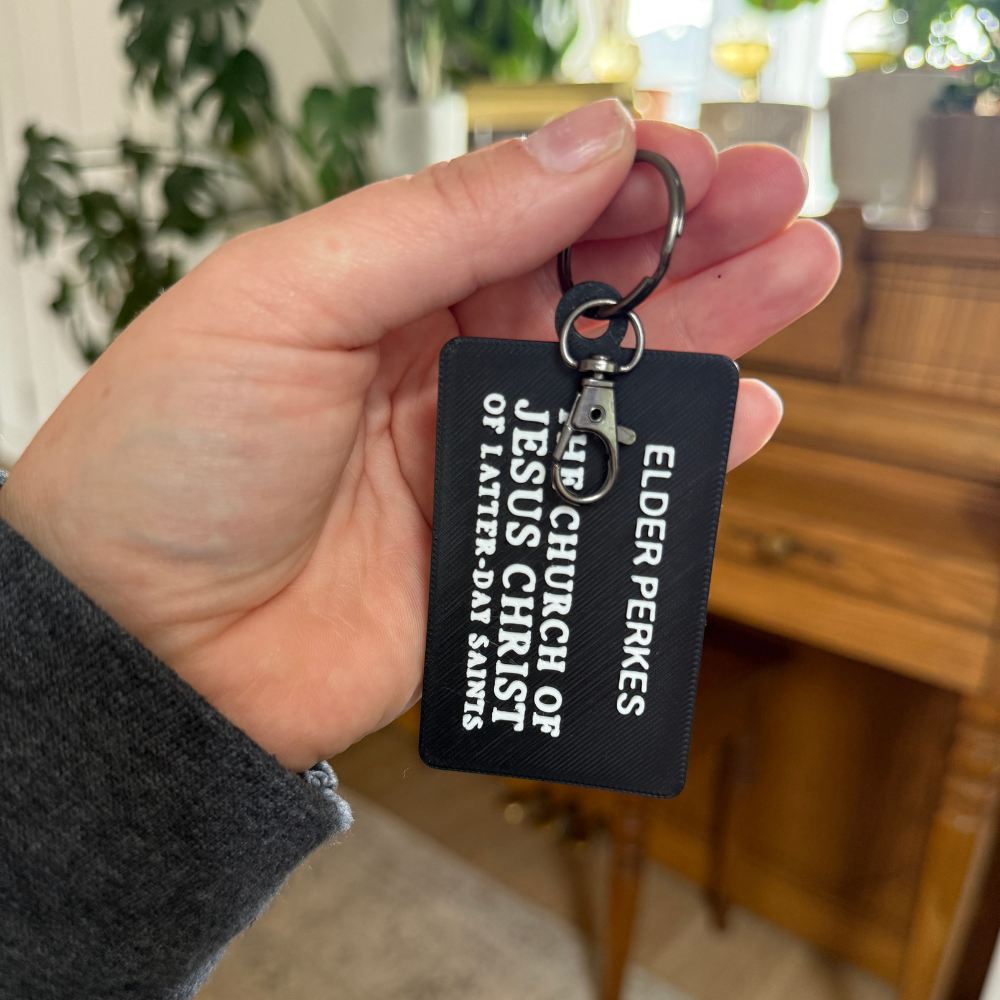 ELDER PERKES
THE CHURCH OF
JESUS CHRIST
OF LATTER-DAY SAINTS